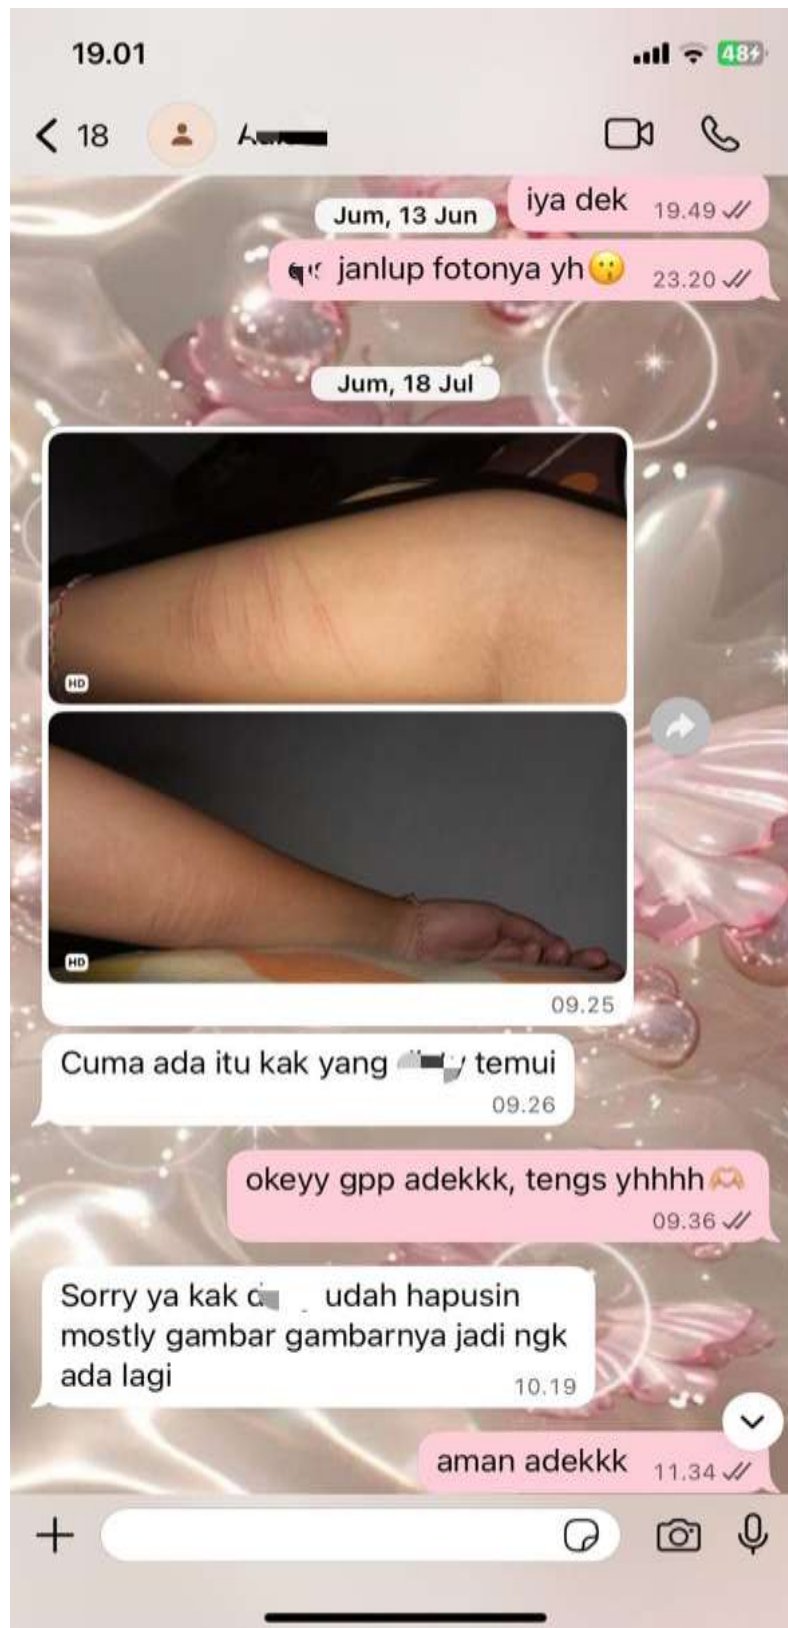 19.01
48
18
iya dek 19.49
Jum, 13 Jun
janlup fotonya yh😗 23.20
Jum, 18 Jul
HD
HD
09.25
Cuma ada itu kak yang temui
09.26
okeyy gpp adekkk, tengs yhhhh🫶🏼
09.36
Sorry ya kak udah hapusin
mostly gambar gambarnya jadi ngk
ada lagi 10.19
aman adekkk 11.34